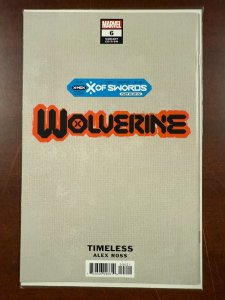 MARVEL
6
VARIANT
EDITION
X-MEN
X OF SWORDS
WOLVERINE
TIMELESS
ALEX ROSS